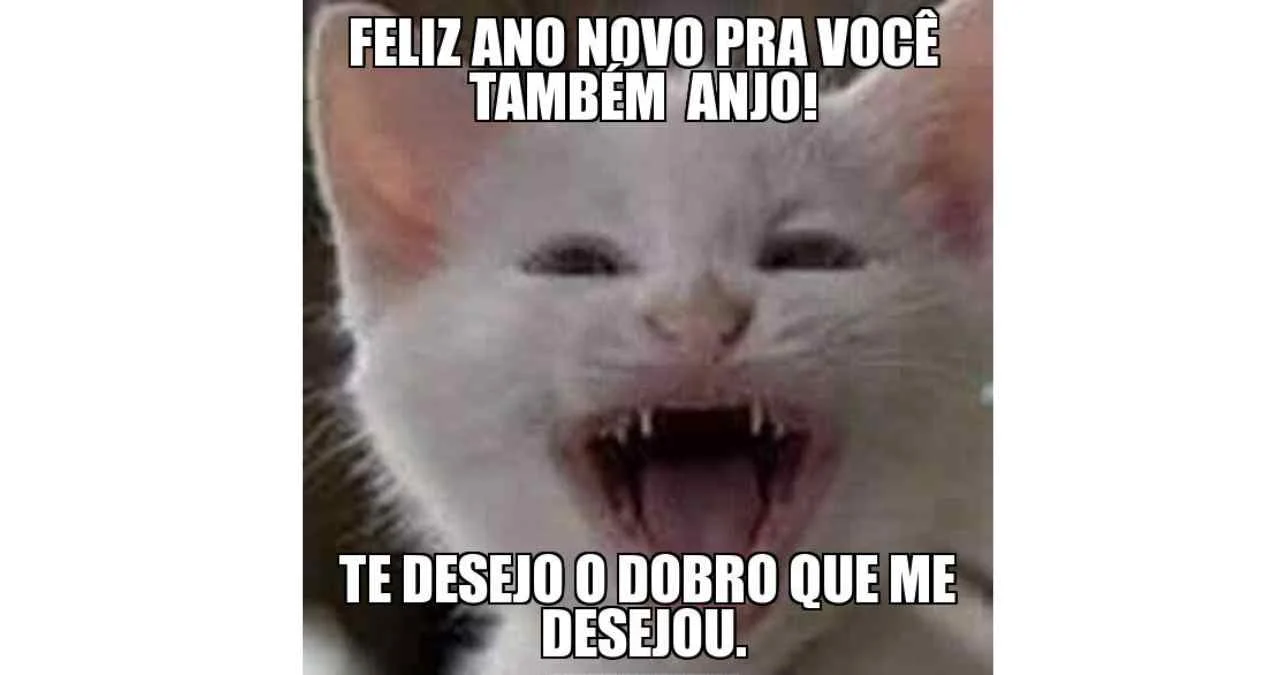 FELIZ ANO NOVO PRA VOCÊ
TAMBÉM ANJO!
TE DESEJO O DOBRO QUE ME
DESEJOU.